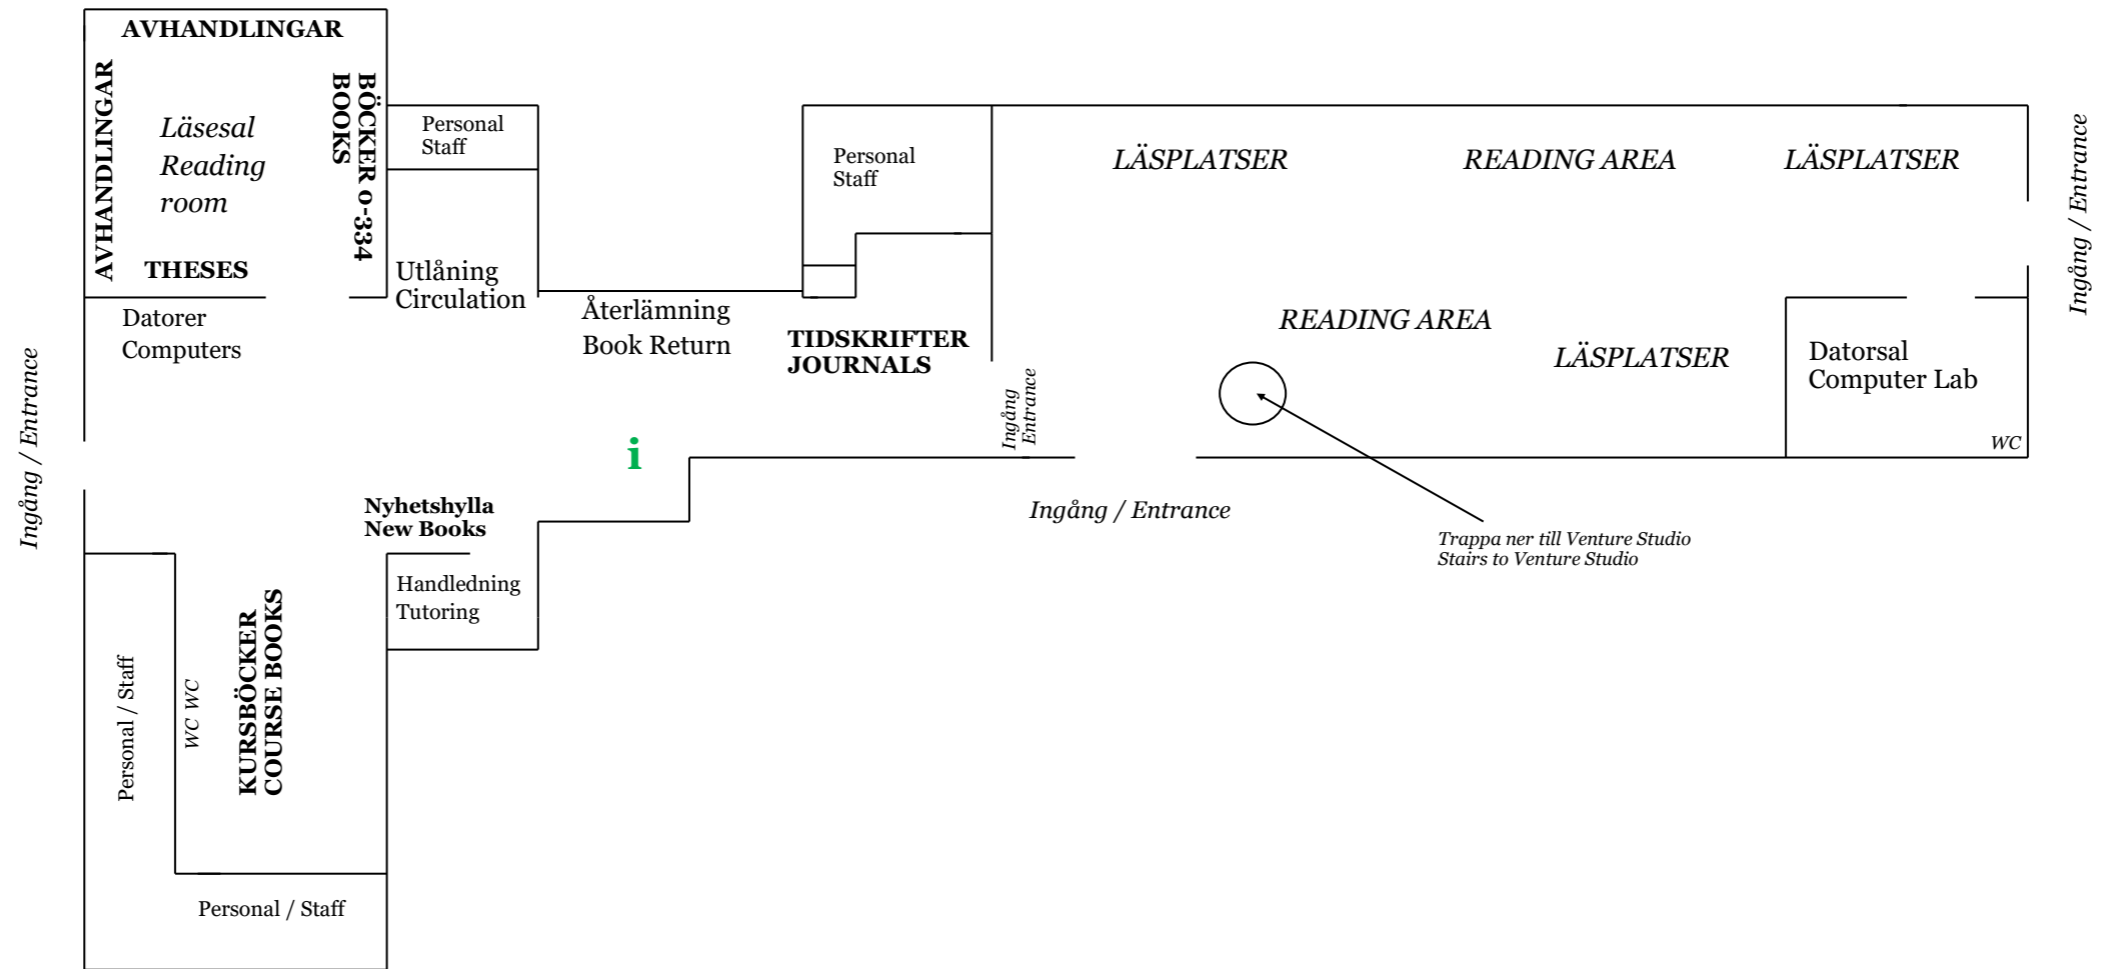 AVHANDLINGAR
AVHANDLINGAR
Läsesal
Reading
room
BÖCKER 0-334
BOOKS
THESES
Personal
Staff
Utlåning
Circulation
Datorer
Computers
Återlämning
Book Return
Personal
Staff
TIDSKRIFTER
JOURNALS
LÄSPLATSER
READING AREA
LÄSPLATSER
READING AREA
LÄSPLATSER
Datorsal
Computer Lab
WC
Ingång / Entrance
Ingång / Entrance
Ingång
Entrance
i
Ingång / Entrance
Trappa ner till Venture Studio
Stairs to Venture Studio
Nyhetshylla
New Books
Handledning
Tutoring
Personal / Staff
WC WC
KURSBÖCKER
COURSE BOOKS
Personal / Staff